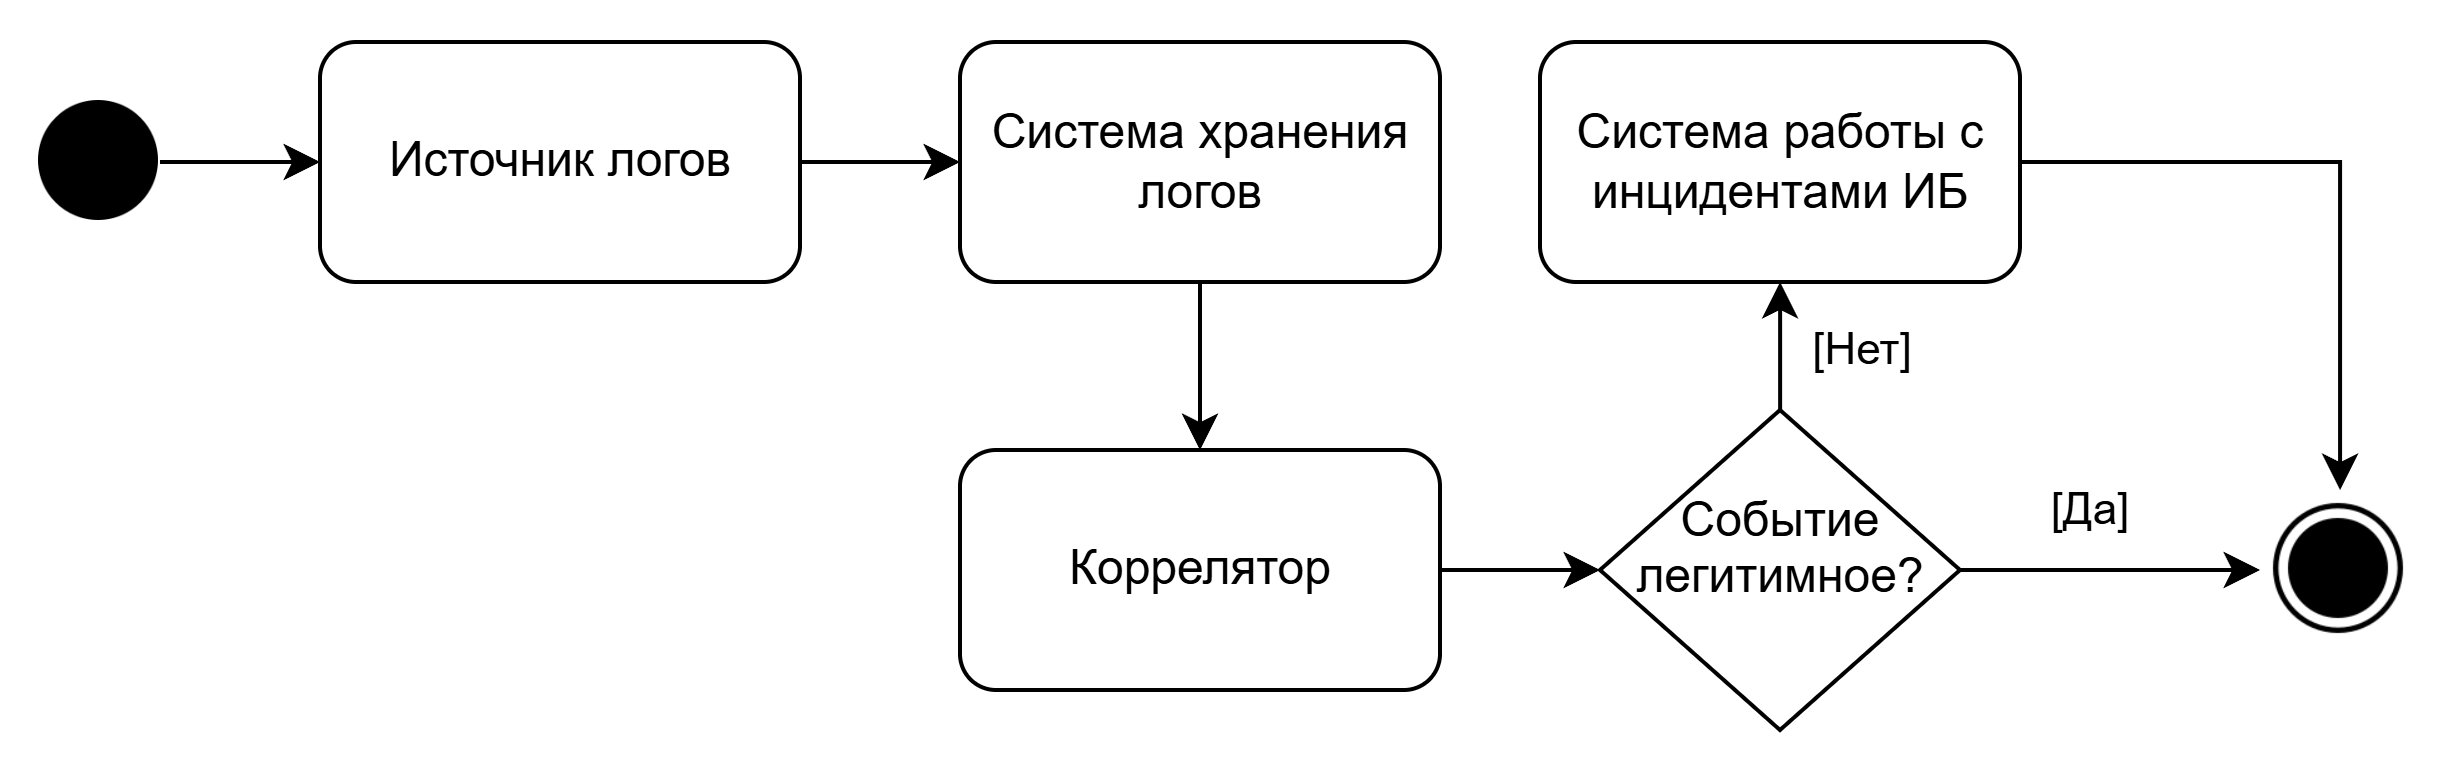 Источник логов
Система хранения
логов
Система работы с
инцидентами ИБ
[Нет]
Коррелятор
Событие
легитимное?
[Да]